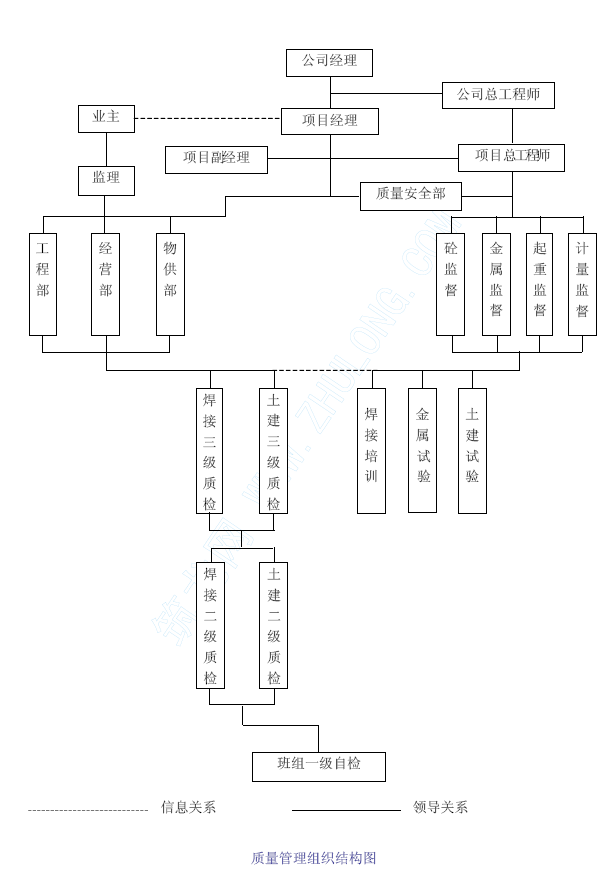 公司经理
公司总工程师
业主
项目经理
项目副经理
项目总工程师
监理
质量安全部
工程部
经营部
物供部
砼监督
金属监督
起重监督
计量监督
焊接三级质检
土建三级质检
焊接培训
金属试验
土建试验
焊接二级质检
土建二级质检
班组一级自检
信息关系
领导关系
质量管理组织结构图
筑龙网 WWW.ZHULONG.COM